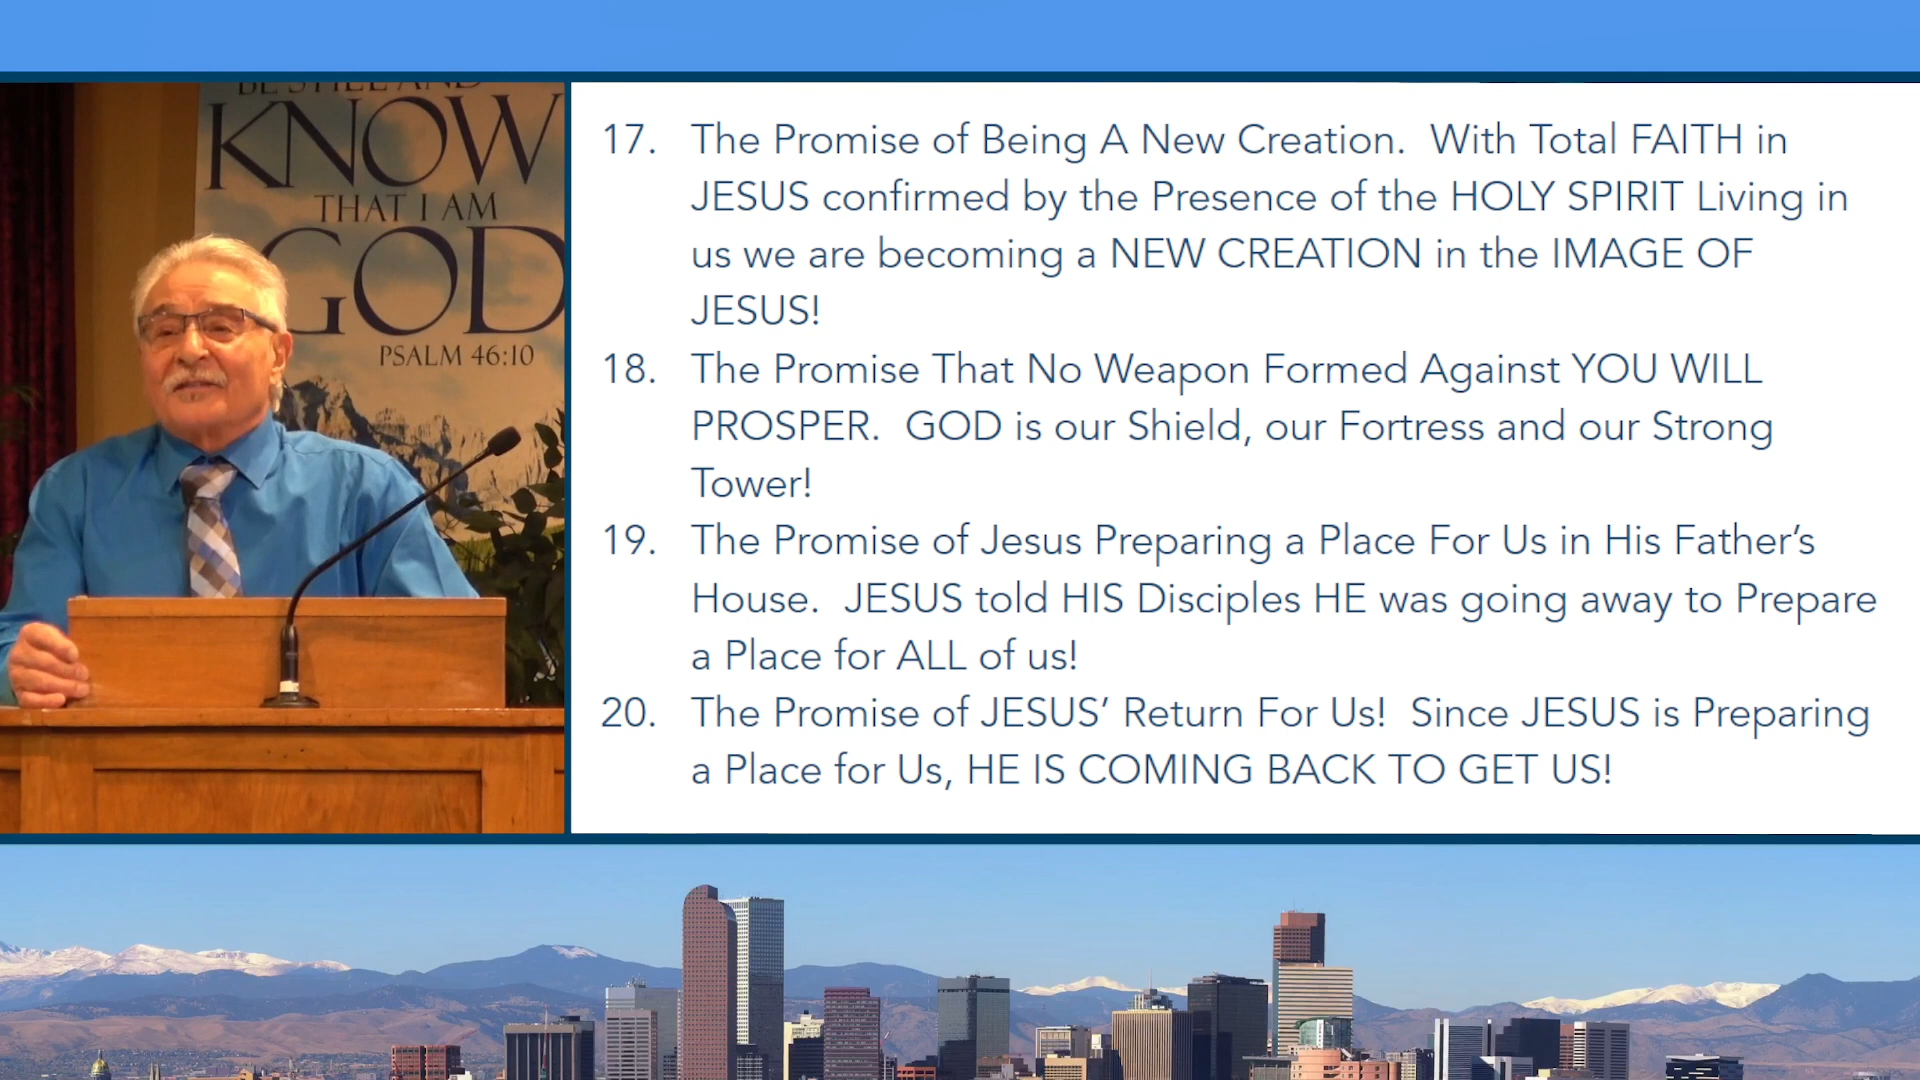 BE STILL AND
KNOW
THAT I AM
GOD
PSALM 46:10
17. The Promise of Being A New Creation. With Total FAITH in
JESUS confirmed by the Presence of the HOLY SPIRIT Living in
us we are becoming a NEW CREATION in the IMAGE OF
JESUS!
18. The Promise That No Weapon Formed Against YOU WILL
PROSPER. GOD is our Shield, our Fortress and our Strong
Tower!
19. The Promise of Jesus Preparing a Place For Us in His Father’s
House. JESUS told HIS Disciples HE was going away to Prepare
a Place for ALL of us!
20. The Promise of JESUS’ Return For Us! Since JESUS is Preparing
a Place for Us, HE IS COMING BACK TO GET US!